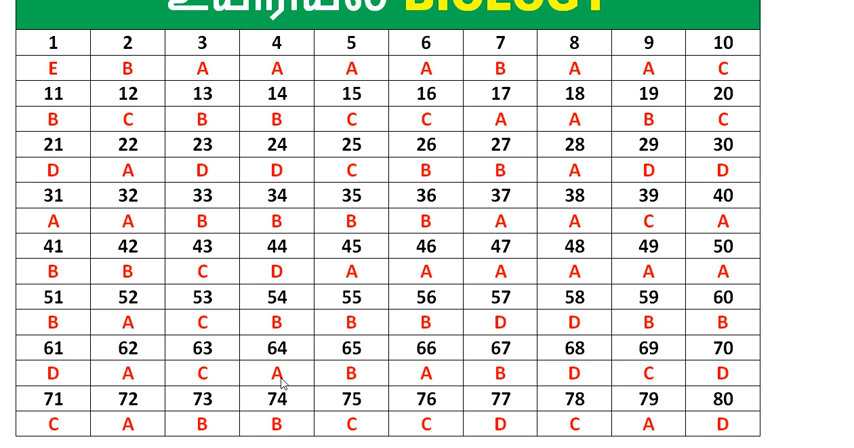 உயிரியல் BIOLOGY
1 2 3 4 5 6 7 8 9 10
E B A A A A B A A C
11 12 13 14 15 16 17 18 19 20
B C B B C C A A B C
21 22 23 24 25 26 27 28 29 30
D A D D C B B A D D
31 32 33 34 35 36 37 38 39 40
A A B B B B A A C A
41 42 43 44 45 46 47 48 49 50
B B C D A A A A A A
51 52 53 54 55 56 57 58 59 60
B A C B B B D D B B
61 62 63 64 65 66 67 68 69 70
D A C A B A B D C D
71 72 73 74 75 76 77 78 79 80
C A B B C C D C A D